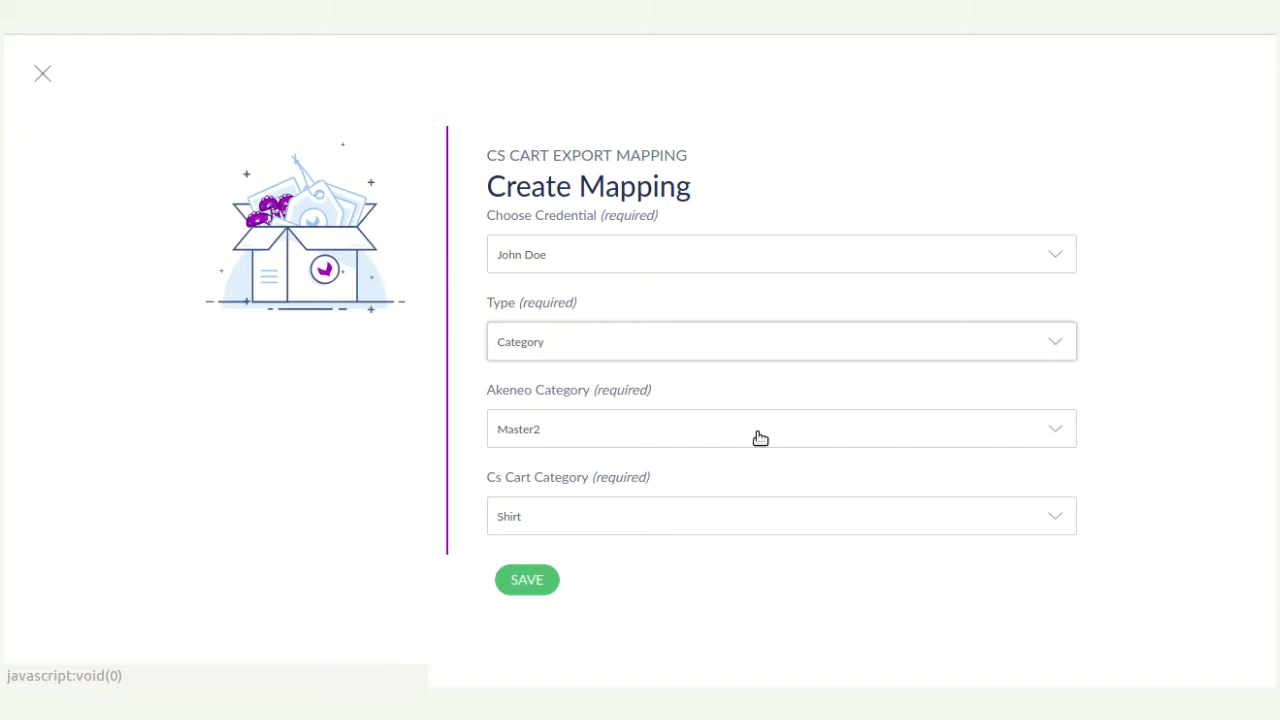 CS CART EXPORT MAPPING
Create Mapping
Choose Credential (required)
John Doe
Type (required)
Category
Akeneo Category (required)
Master2
Cs Cart Category (required)
Shirt
SAVE
javascript:void(0)